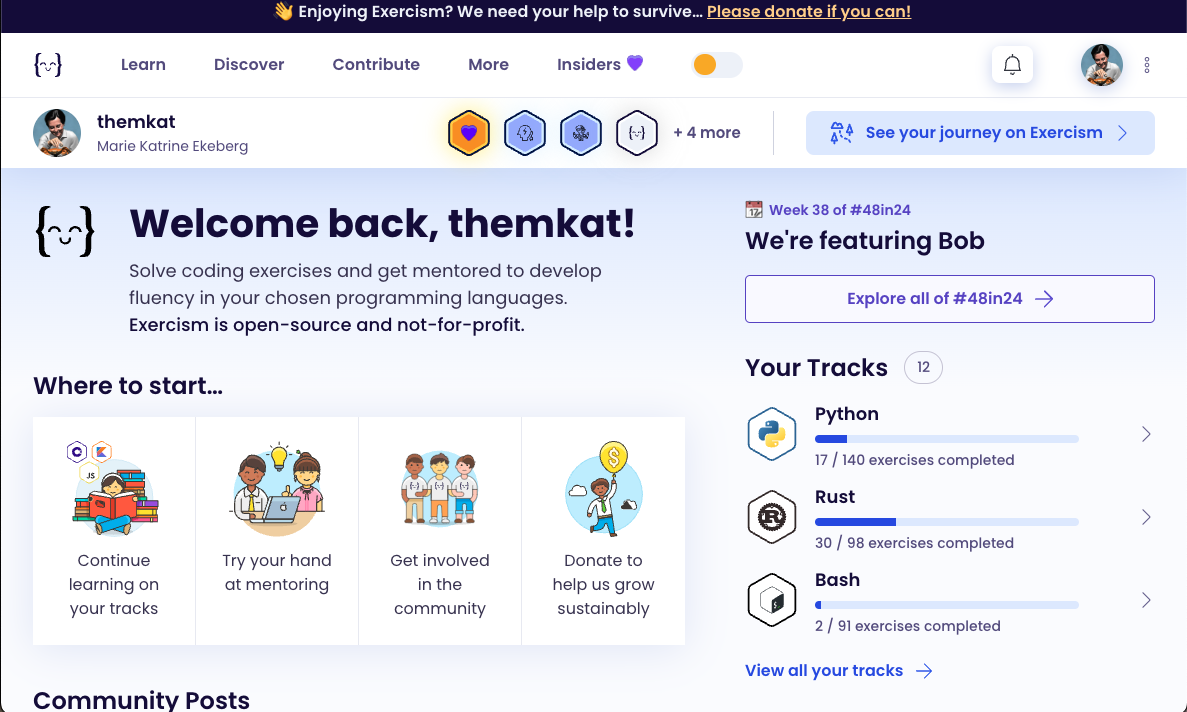 👋 Enjoying Exercism? We need your help to survive... Please donate if you can!
Learn Discover Contribute More Insiders 💜
themkat
Marie Katrine Ekeberg
+ 4 more
See your journey on Exercism
Welcome back, themkat!
Solve coding exercises and get mentored to develop
fluency in your chosen programming languages.
Exercism is open-source and not-for-profit.
Where to start…
JS
Continue
learning on
your tracks
Try your hand
at mentoring
Get involved
in the
community
Donate to
help us grow
sustainably
Community Posts
📆 Week 38 of #48in24
We're featuring Bob
Explore all of #48in24
Your Tracks 12
Python
17 / 140 exercises completed
Rust
30 / 98 exercises completed
Bash
2 / 91 exercises completed
View all your tracks